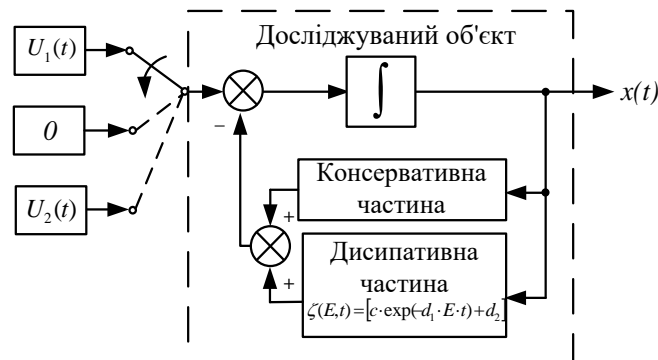 Досліджуваний об'єкт
U₁(t)
0
U₂(t)
−
∫
x(t)
Консервативна
частина
+
+
Дисипативна
частина
ζ(E,t)=[c·exp(−d₁·E·t)+d₂]